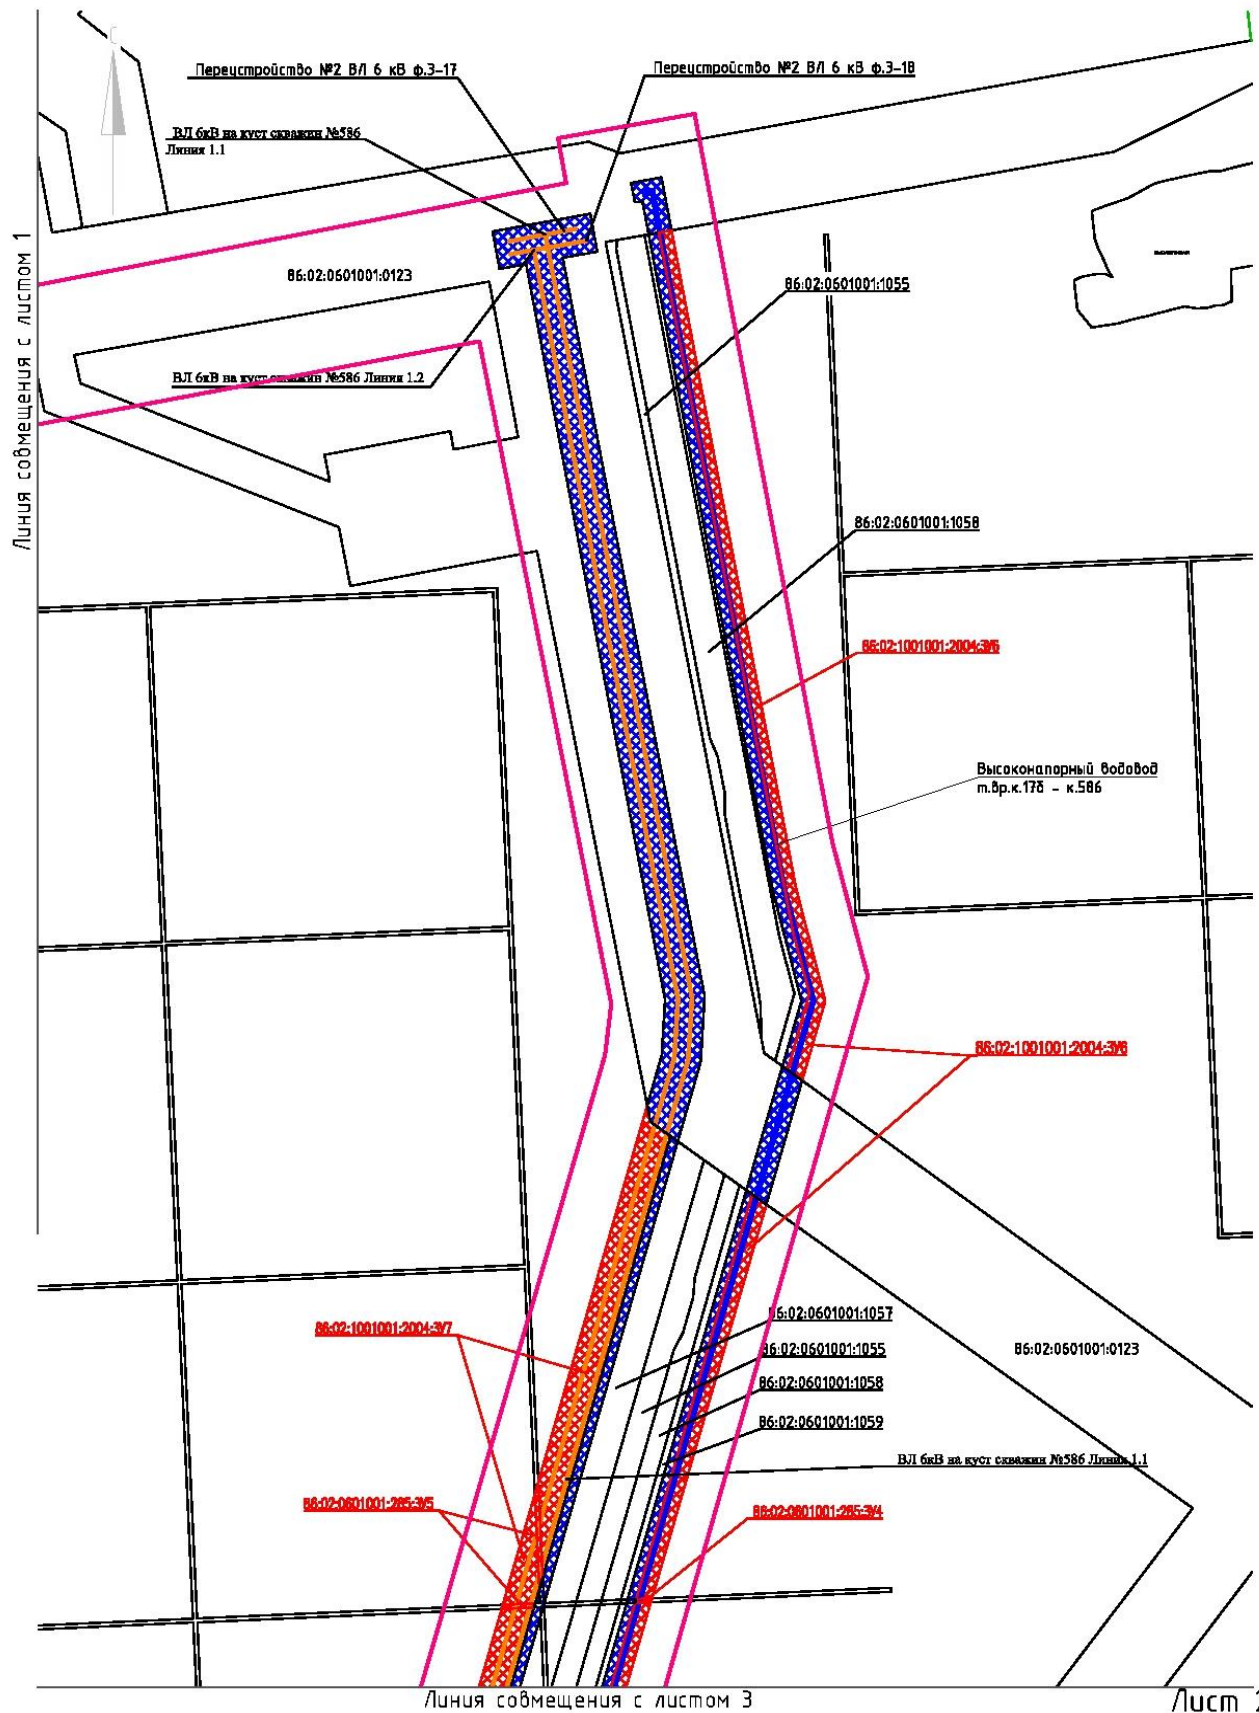 С
Переустройство №2 ВЛ 6 кВ ф.3-17
Переустройство №2 ВЛ 6 кВ ф.3-18
ВЛ 6кВ на куст скважин №586
Линия 1.1
Линия совмещения с листом 1
86:02:0601001:0123
86:02:0601001:1055
ВЛ 6кВ на куст скважин №586 Линия 1.2
86:02:0601001:1058
86:02:1001001:2004:ЗУ6
Высоконапорный водовод
т.вр.к.17б - к.586
86:02:1001001:2004:ЗУ6
86:02:0601001:1057
86:02:1001001:2004:ЗУ7
86:02:0601001:1055
86:02:0601001:0123
86:02:0601001:1058
86:02:0601001:1059
ВЛ 6кВ на куст скважин №586 Линия 1.1
86:02:0601001:285:ЗУ5
86:02:0601001:285:ЗУ4
Линия совмещения с листом 3
Лист 2